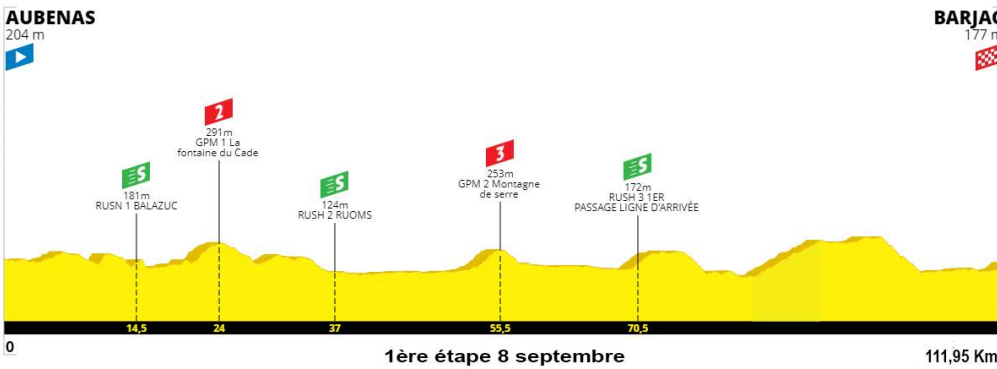 AUBENAS
204 m
BARJAC
177 m
2
291m
GPM 1 La
fontaine du Cade
3
253m
GPM 2 Montagne
de serre
S
181m
RUSN 1 BALAZUC
S
124m
RUSH 2 RUOMS
S
172m
RUSH 3 1ER
PASSAGE LIGNE D'ARRIVÉE
14,5
24
37
55,5
70,5
0
1ère étape 8 septembre
111,95 Km